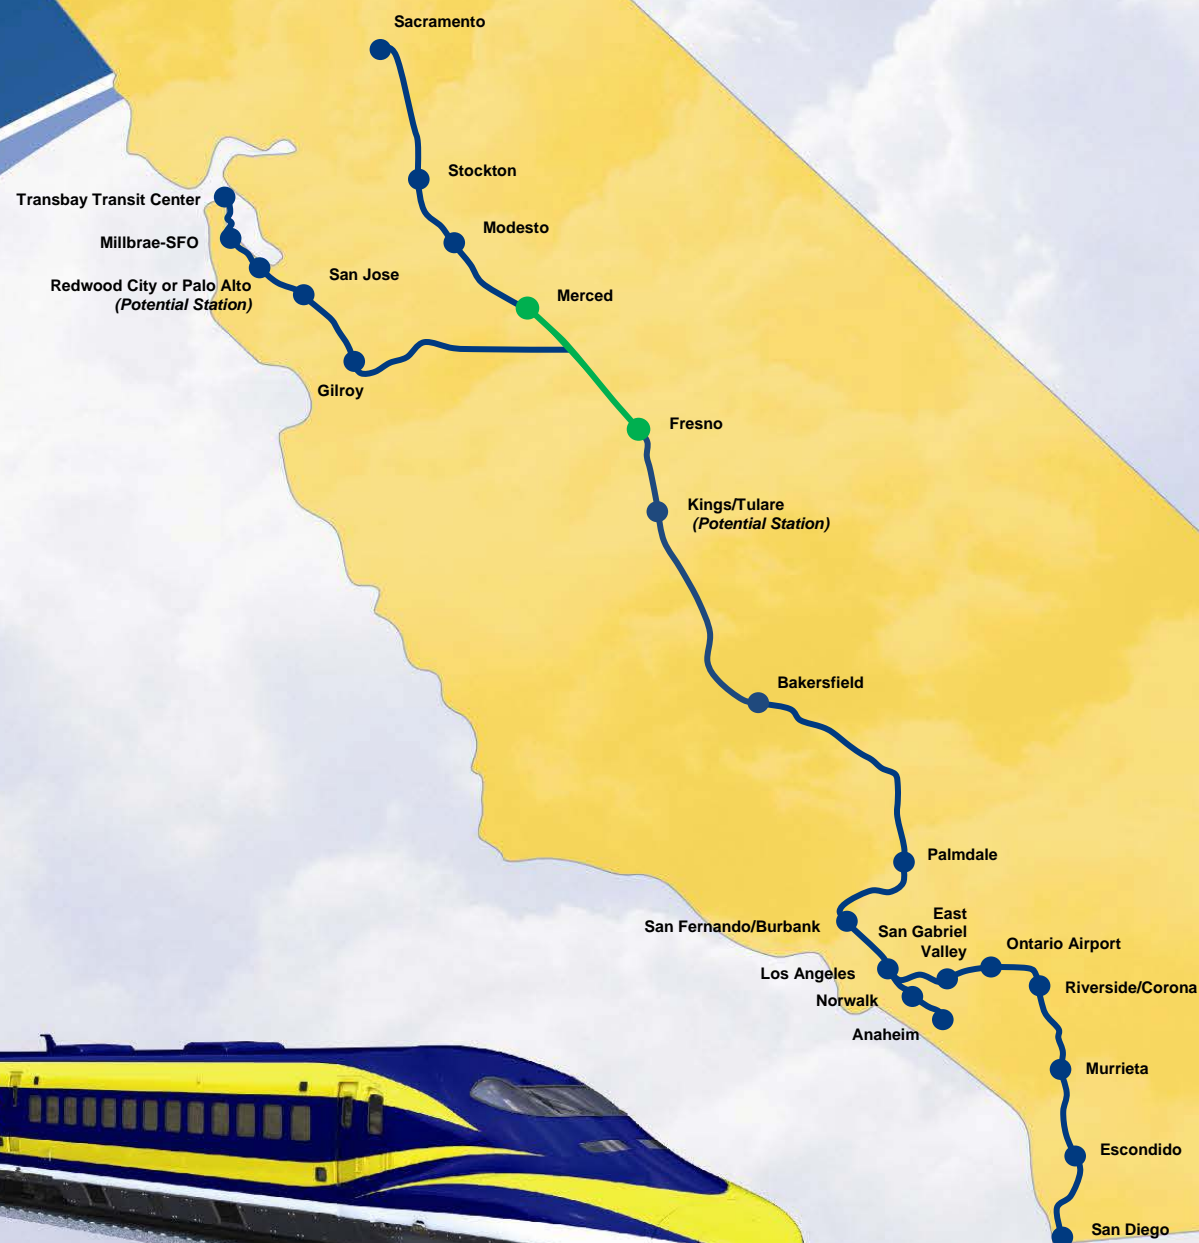 Sacramento
Stockton
Transbay Transit Center
Modesto
Millbrae-SFO
San Jose
Redwood City or Palo Alto
(Potential Station)
Merced
Gilroy
Fresno
Kings/Tulare
(Potential Station)
Bakersfield
Palmdale
East
San Gabriel
Valley
San Fernando/Burbank
Ontario Airport
Los Angeles
Riverside/Corona
Norwalk
Anaheim
Murrieta
Escondido
San Diego